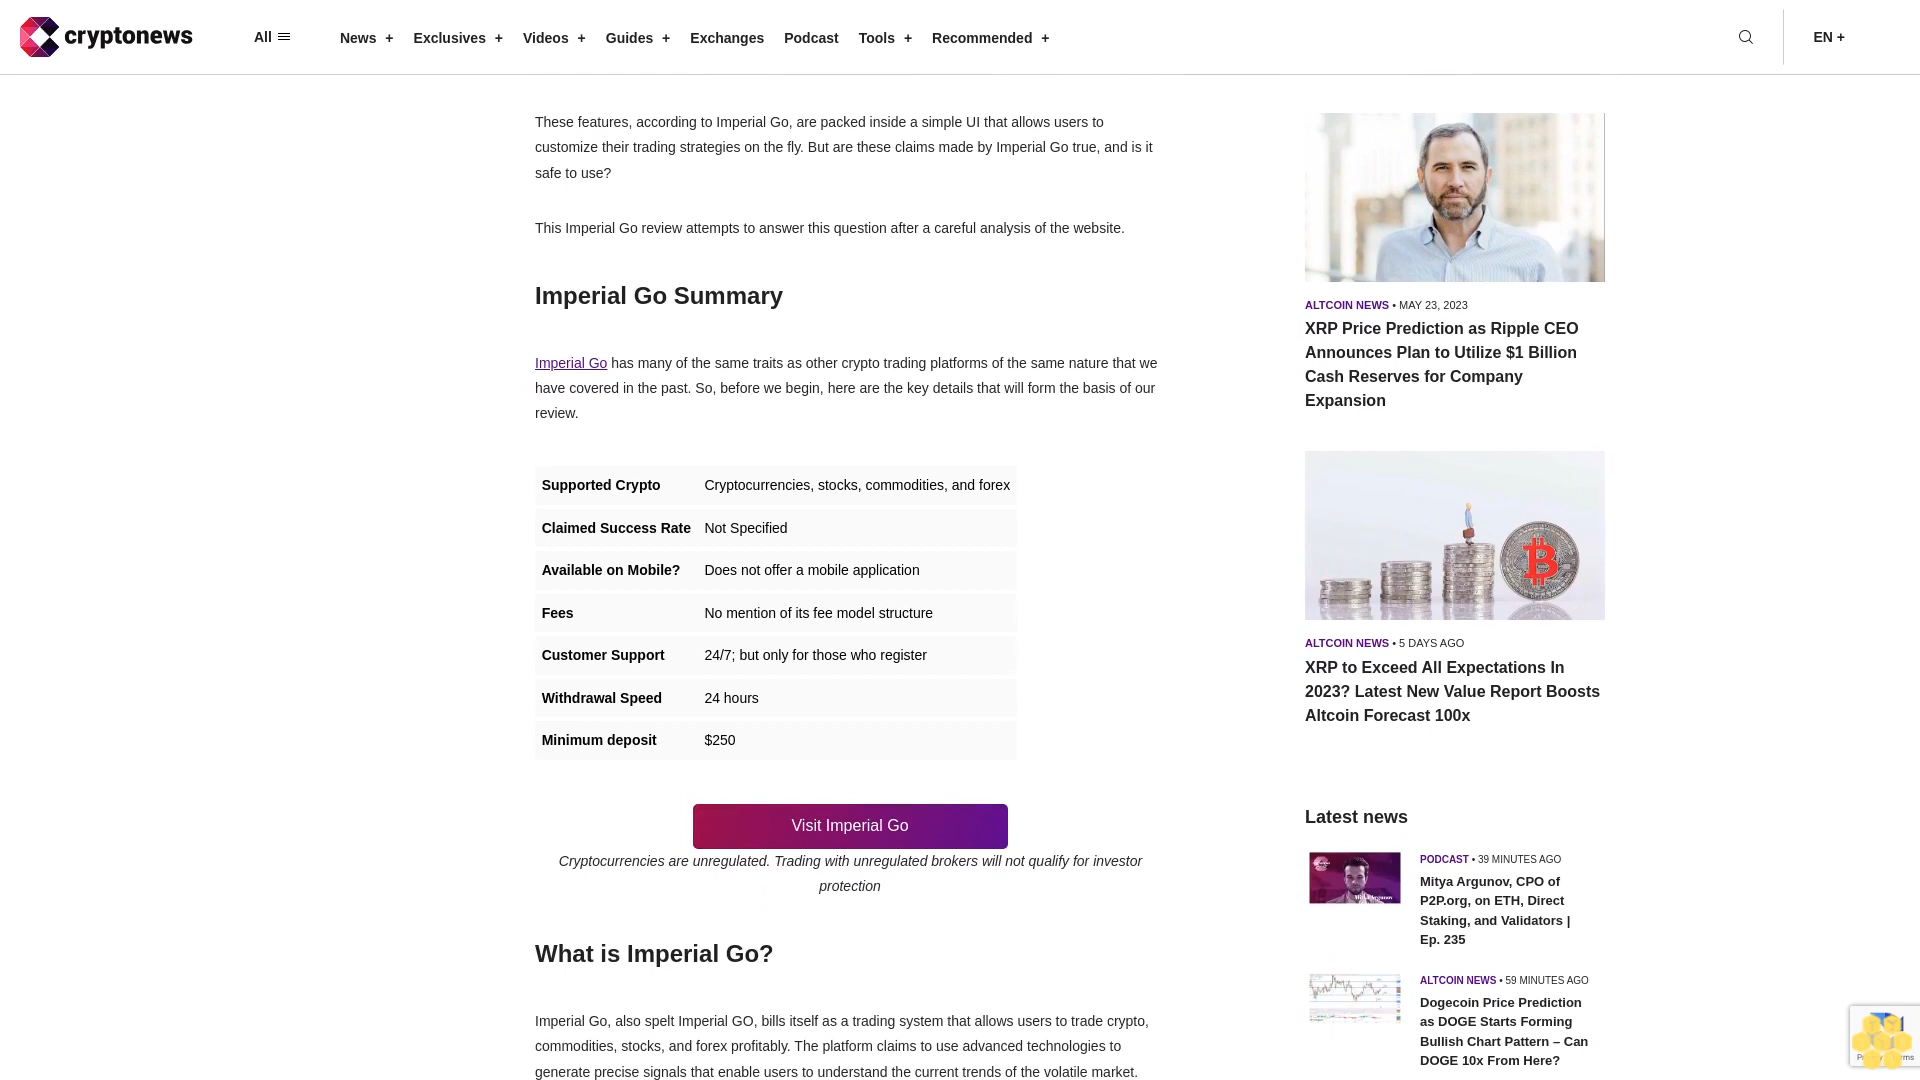 cryptonews
All
News +
Exclusives +
Videos +
Guides +
Exchanges
Podcast
Tools +
Recommended +
EN +
These features, according to Imperial Go, are packed inside a simple UI that allows users to
customize their trading strategies on the fly. But are these claims made by Imperial Go true, and is it
safe to use?
This Imperial Go review attempts to answer this question after a careful analysis of the website.
Imperial Go Summary
Imperial Go has many of the same traits as other crypto trading platforms of the same nature that we
have covered in the past. So, before we begin, here are the key details that will form the basis of our
review.
Supported Crypto Cryptocurrencies, stocks, commodities, and forex
Claimed Success Rate Not Specified
Available on Mobile? Does not offer a mobile application
Fees No mention of its fee model structure
Customer Support 24/7; but only for those who register
Withdrawal Speed 24 hours
Minimum deposit $250
Visit Imperial Go
Cryptocurrencies are unregulated. Trading with unregulated brokers will not qualify for investor
protection
What is Imperial Go?
Imperial Go, also spelt Imperial GO, bills itself as a trading system that allows users to trade crypto,
commodities, stocks, and forex profitably. The platform claims to use advanced technologies to
generate precise signals that enable users to understand the current trends of the volatile market.
ALTCOIN NEWS • MAY 23, 2023
XRP Price Prediction as Ripple CEO
Announces Plan to Utilize $1 Billion
Cash Reserves for Company
Expansion
ALTCOIN NEWS • 5 DAYS AGO
XRP to Exceed All Expectations In
2023? Latest New Value Report Boosts
Altcoin Forecast 100x
Latest news
PODCAST • 39 MINUTES AGO
Mitya Argunov, CPO of
P2P.org, on ETH, Direct
Staking, and Validators |
Ep. 235
ALTCOIN NEWS • 59 MINUTES AGO
Dogecoin Price Prediction
as DOGE Starts Forming
Bullish Chart Pattern – Can
DOGE 10x From Here?